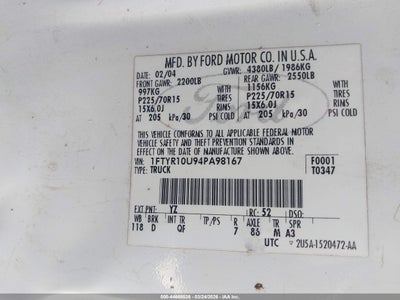 MFD. BY FORD MOTOR CO. IN U.S.A.
DATE: 02/04 GVWR: 4380LB/ 1986KG
FRONT GAWR: 2200LB REAR GAWR: 2550LB
997KG WITH 1156KG WITH
P225/70R15 TIRES P225/70R15 TIRES
15X6.0J RIMS 15X6.0J RIMS
AT 205 kPa/30 PSI COLD AT 205 kPa/30 PSI COLD
THIS VEHICLE CONFORMS TO ALL APPLICABLE FEDERAL MOTOR
VEHICLE SAFETY STANDARDS IN EFFECT ON THE DATE OF
MANUFACTURE SHOWN ABOVE.
VIN: 1FTYR10U94PA98167 F0001
TYPE: TRUCK T0347
EXT PNT: YZ RC: 52 DSO:
WB BRK INT TR TP/PS R AXLE TR SPR
118 D QF 7 86 M A3
UTC 2U5A-1520472-AA